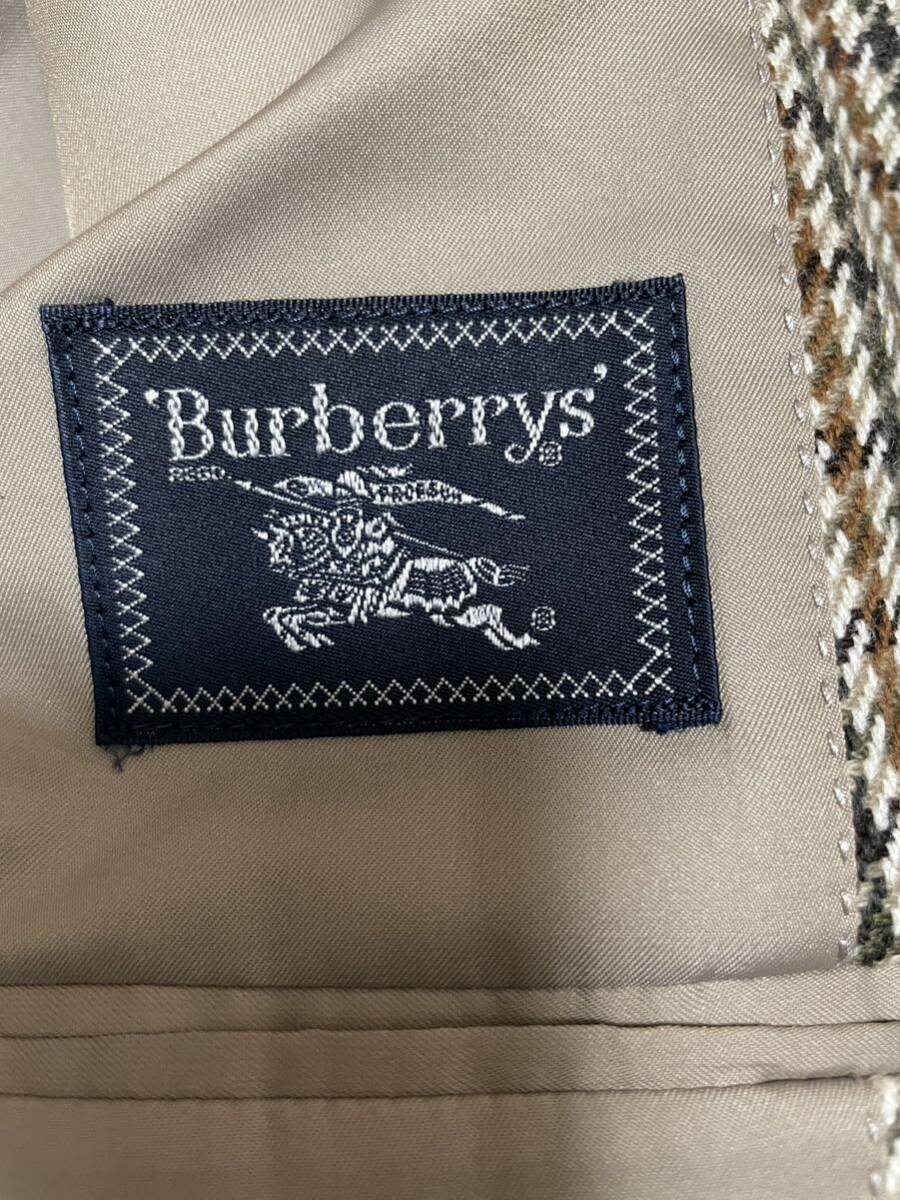 'Burberrys'®
REGD.
PRORSUM
®